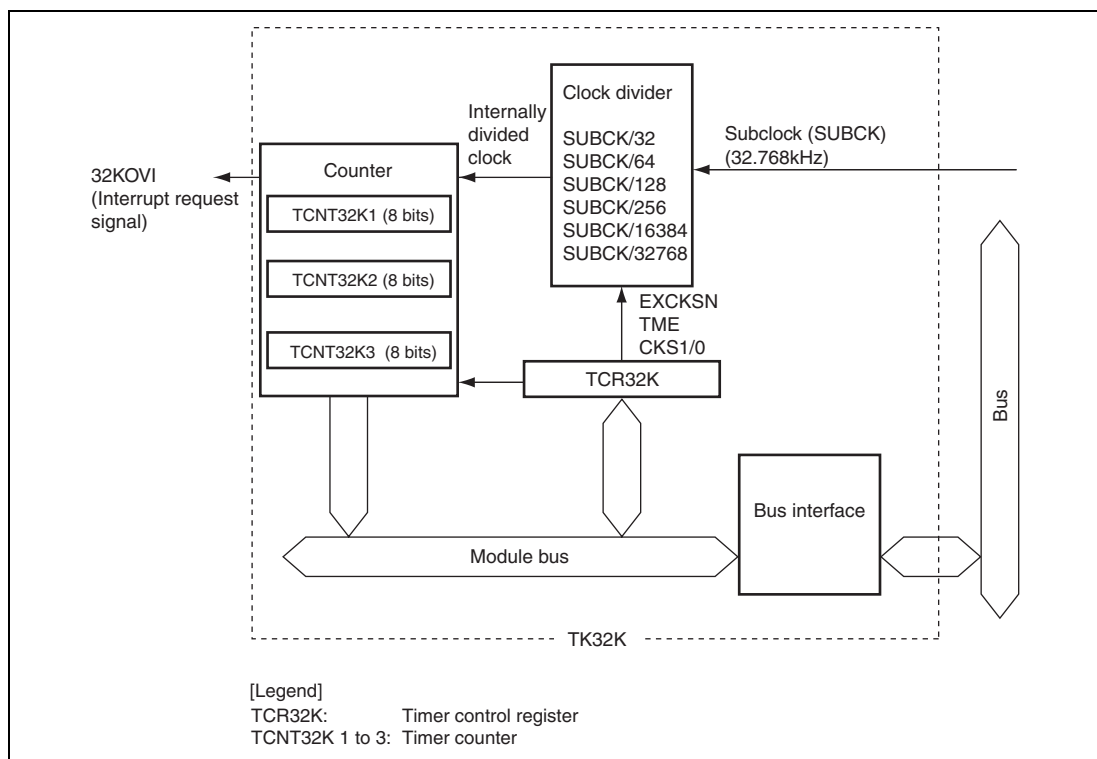 Clock divider
SUBCK/32
SUBCK/64
SUBCK/128
SUBCK/256
SUBCK/16384
SUBCK/32768
Internally
divided
clock
Subclock (SUBCK)
(32.768kHz)
32KOVI
(Interrupt request
signal)
Counter
TCNT32K1 (8 bits)
TCNT32K2 (8 bits)
TCNT32K3 (8 bits)
EXCKSN
TME
CKS1/0
TCR32K
Bus
Bus interface
Module bus
TK32K
[Legend]
TCR32K: Timer control register
TCNT32K 1 to 3: Timer counter